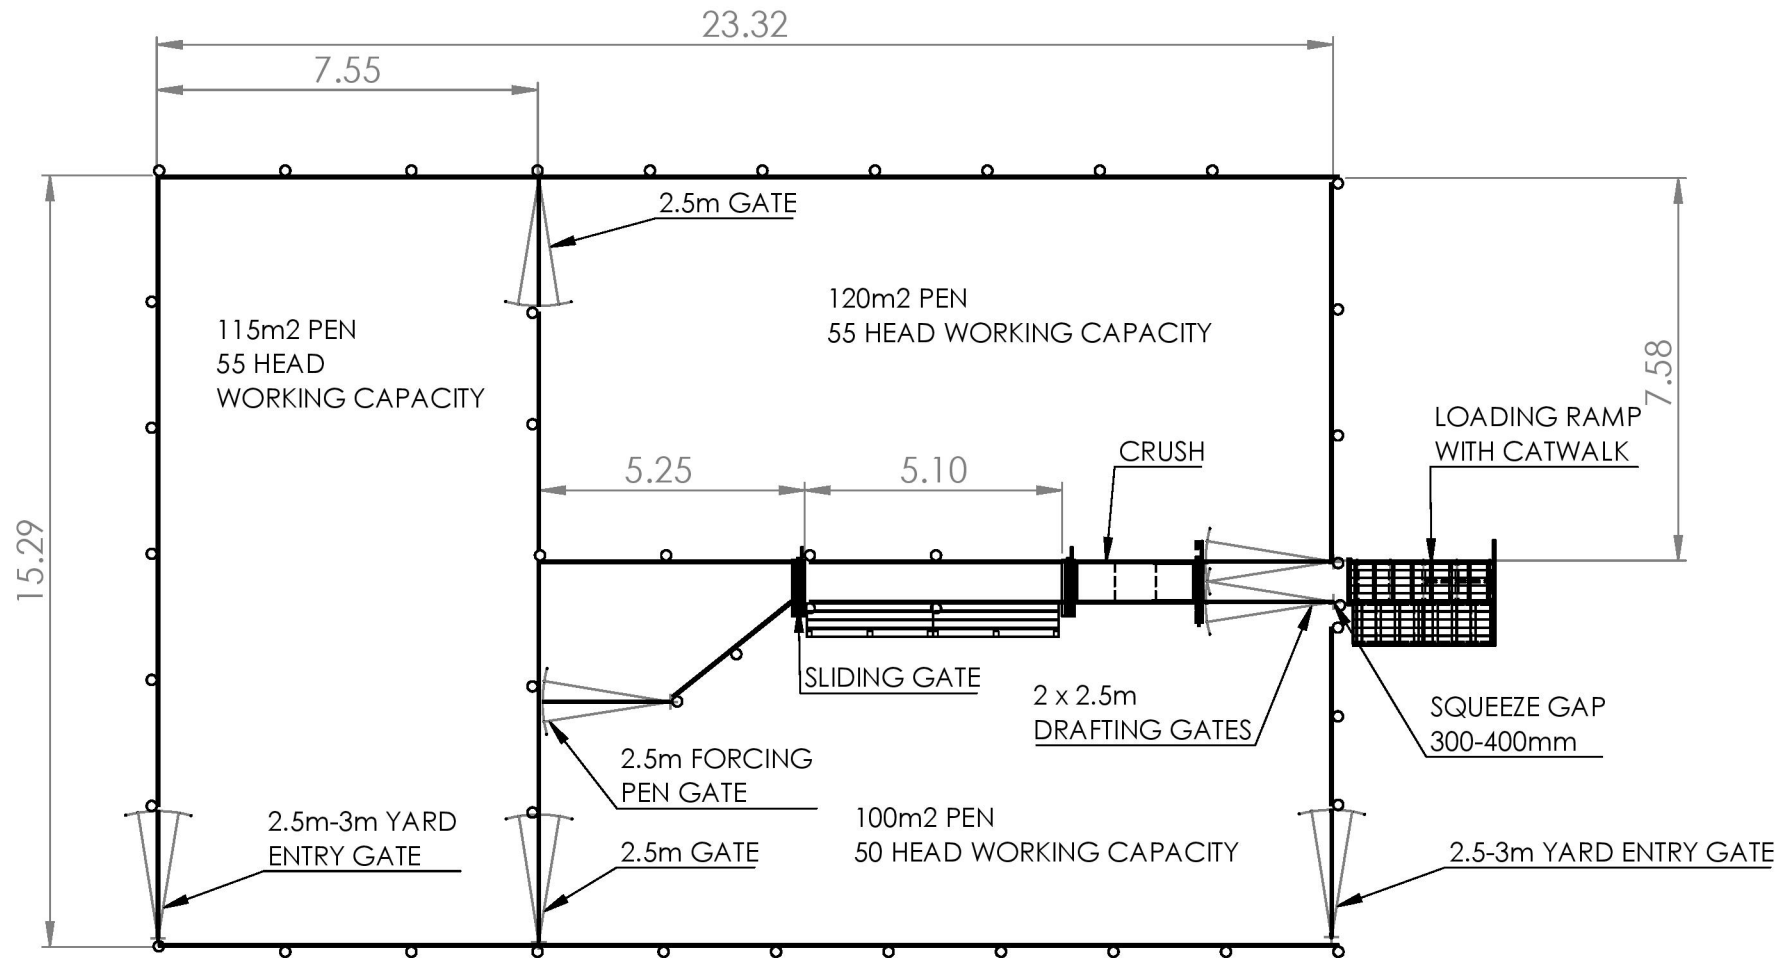 23.32
7.55
2.5m GATE
120m2 PEN
55 HEAD WORKING CAPACITY
115m2 PEN
55 HEAD
WORKING CAPACITY
7.58
LOADING RAMP
WITH CATWALK
CRUSH
5.25
5.10
15.29
SLIDING GATE
2 x 2.5m
DRAFTING GATES
SQUEEZE GAP
300-400mm
2.5m FORCING
PEN GATE
2.5m-3m YARD
ENTRY GATE
2.5m GATE
100m2 PEN
50 HEAD WORKING CAPACITY
2.5-3m YARD ENTRY GATE